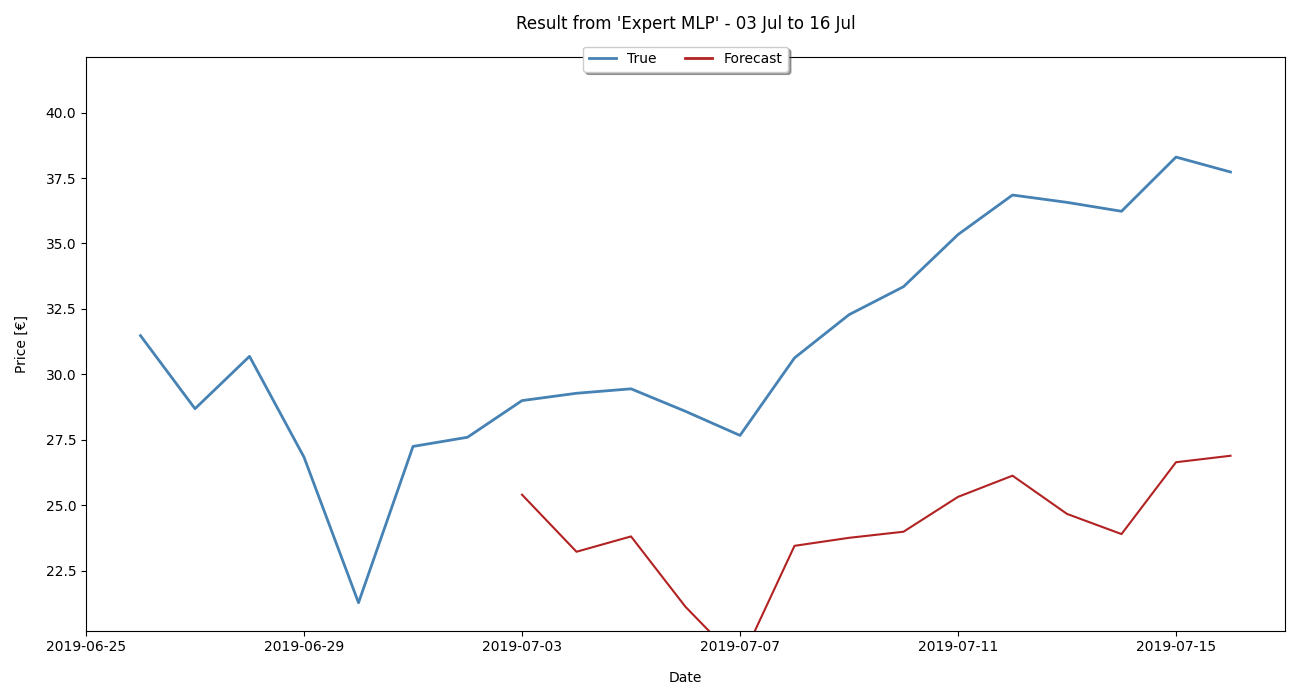 Result from 'Expert MLP' - 03 Jul to 16 Jul
True Forecast
40.0
37.5
35.0
32.5
30.0
27.5
25.0
22.5
Price [€]
2019-06-25 2019-06-29 2019-07-03 2019-07-07 2019-07-11 2019-07-15
Date